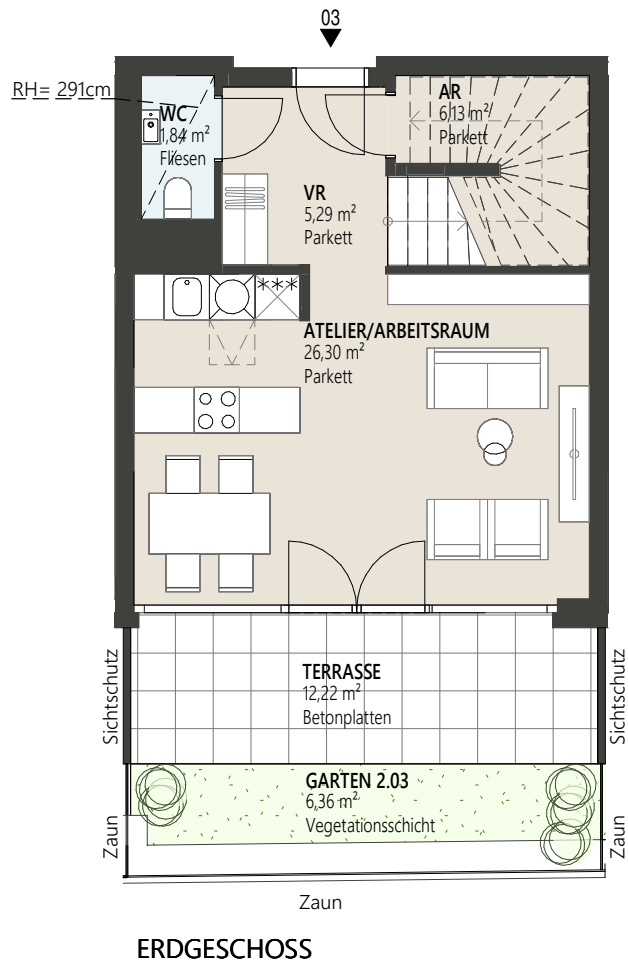 03
RH= 291cm
WC
1,84 m²
Fliesen
AR
6,13 m²
Parkett
VR
5,29 m²
Parkett
***
ATELIER/ARBEITSRAUM
26,30 m²
Parkett
Sichtschutz
TERRASSE
12,22 m²
Betonplatten
Sichtschutz
Zaun
GARTEN 2.03
6,36 m²
Vegetationsschicht
Zaun
Zaun
ERDGESCHOSS